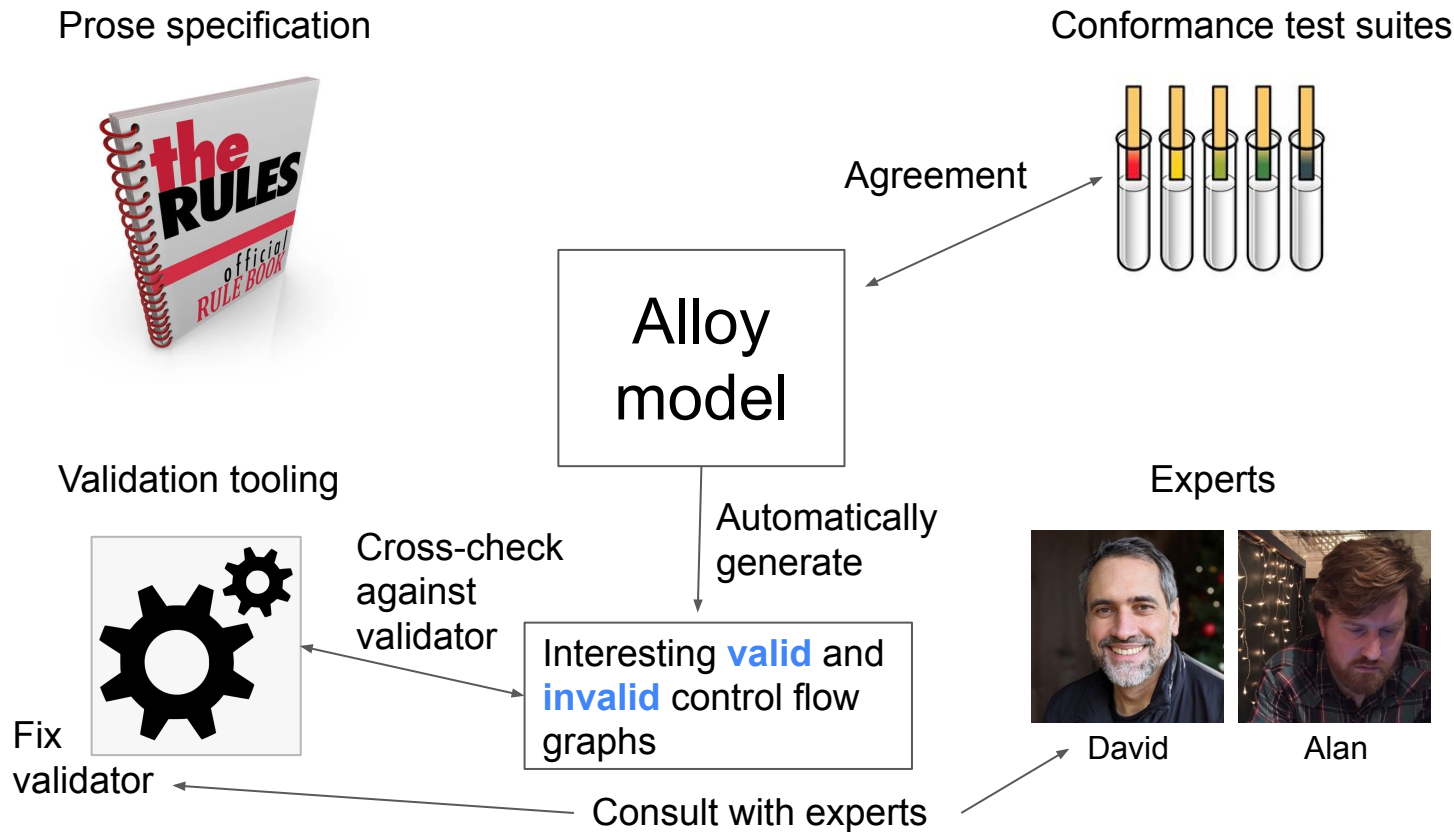 Prose specification
Conformance test suites
the
RULES
official
RULE BOOK
Agreement
Alloy
model
Validation tooling
Experts
Automatically
generate
Cross-check
against
validator
Interesting valid and
invalid control flow
graphs
David
Alan
Fix
validator
Consult with experts